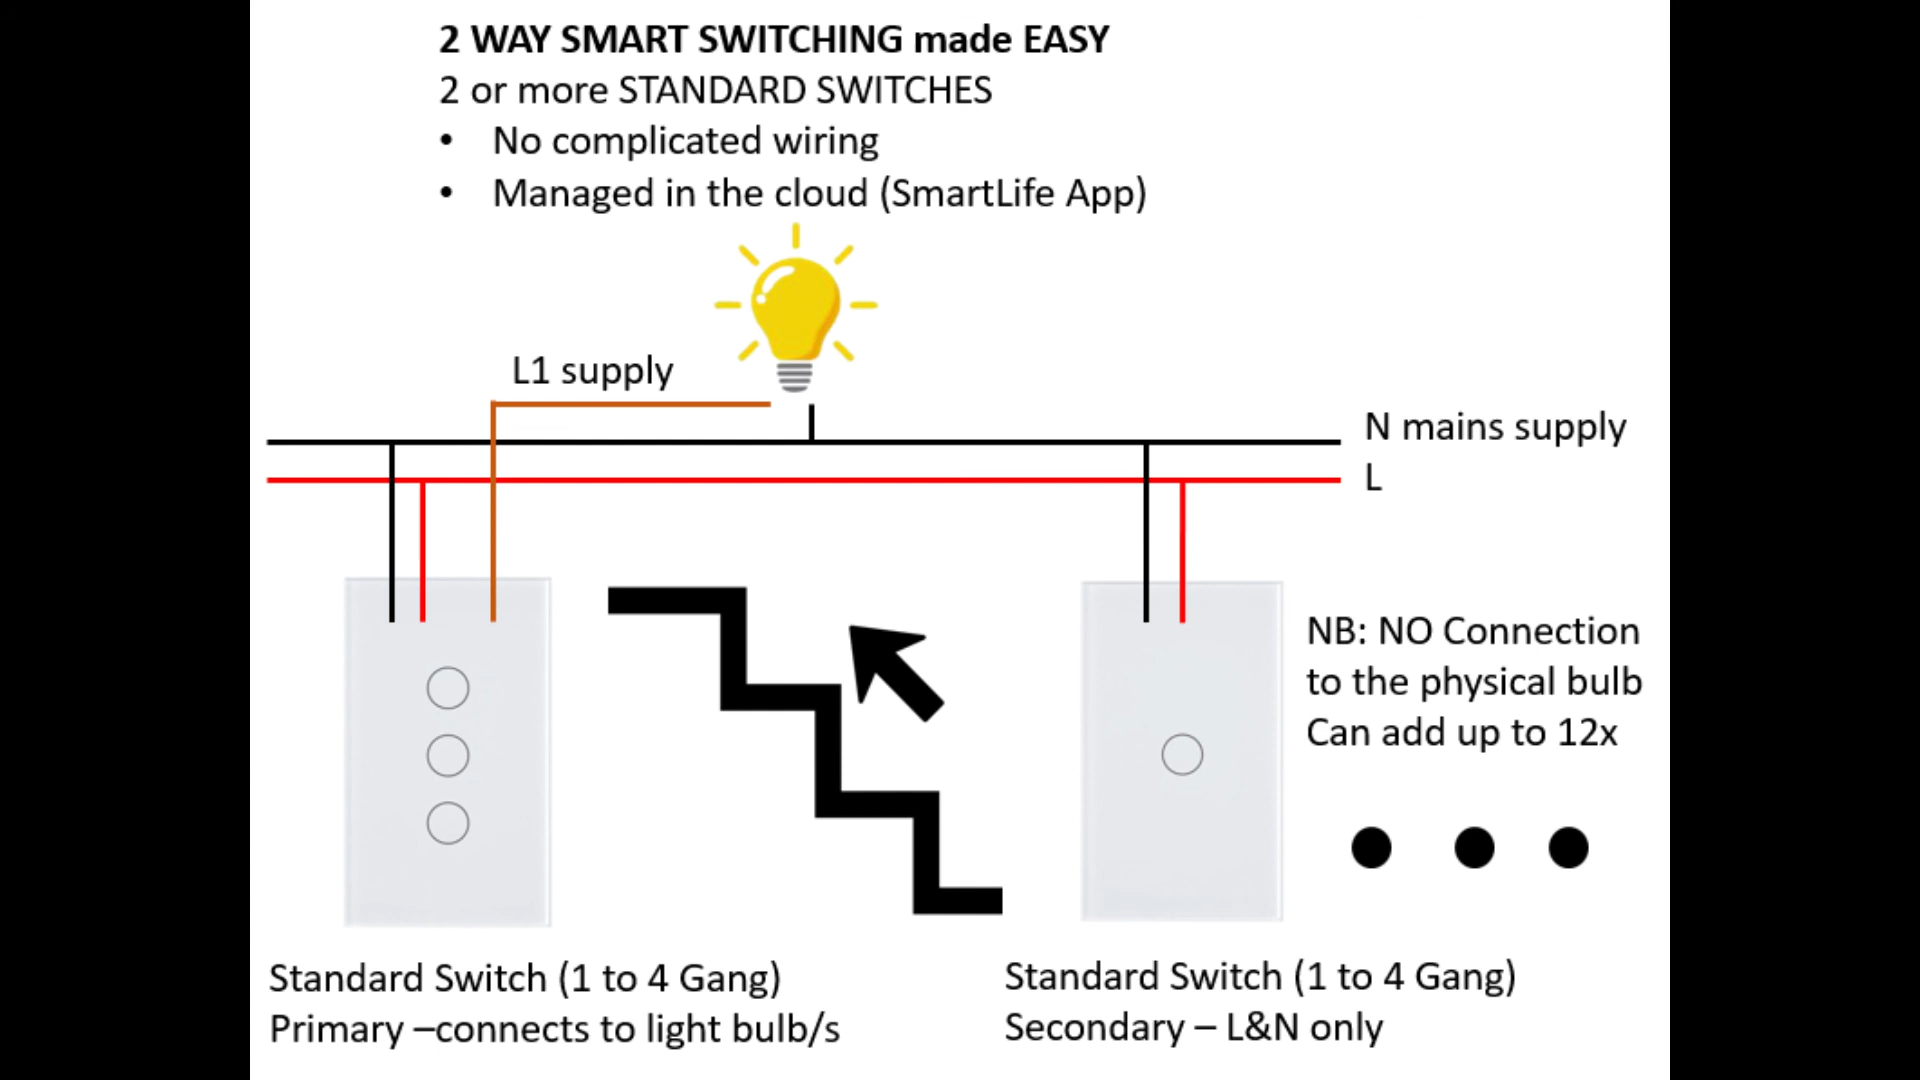 2 WAY SMART SWITCHING made EASY
2 or more STANDARD SWITCHES
• No complicated wiring
• Managed in the cloud (SmartLife App)
L1 supply
N mains supply
L
NB: NO Connection
to the physical bulb
Can add up to 12x
Standard Switch (1 to 4 Gang)
Primary –connects to light bulb/s
Standard Switch (1 to 4 Gang)
Secondary – L&N only